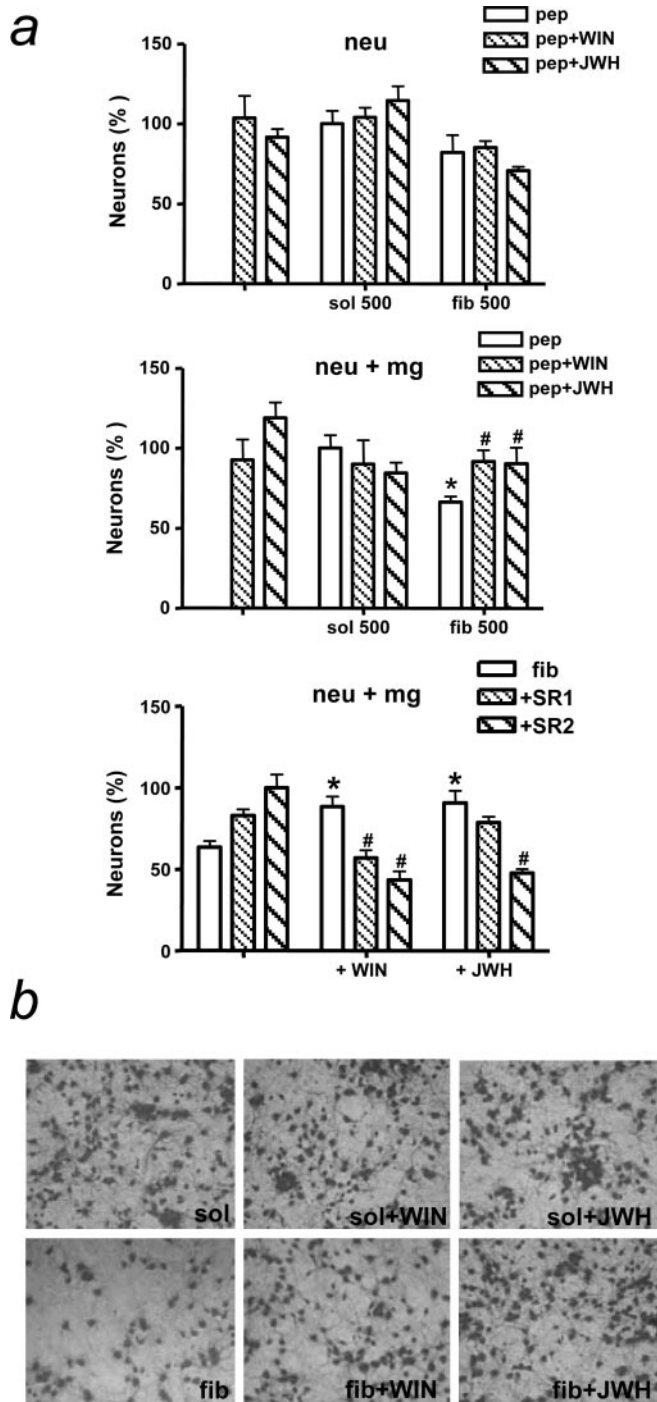 a
neu
pep
pep+WIN
pep+JWH
Neurons (%)
150
100
50
0
sol 500 fib 500
neu + mg
pep
pep+WIN
pep+JWH
Neurons (%)
150
100
50
0
# #
*
sol 500 fib 500
neu + mg
fib
+SR1
+SR2
Neurons (%)
150
100
50
0
* *
# # #
+ WIN + JWH
b
sol sol+WIN sol+JWH
fib fib+WIN fib+JWH